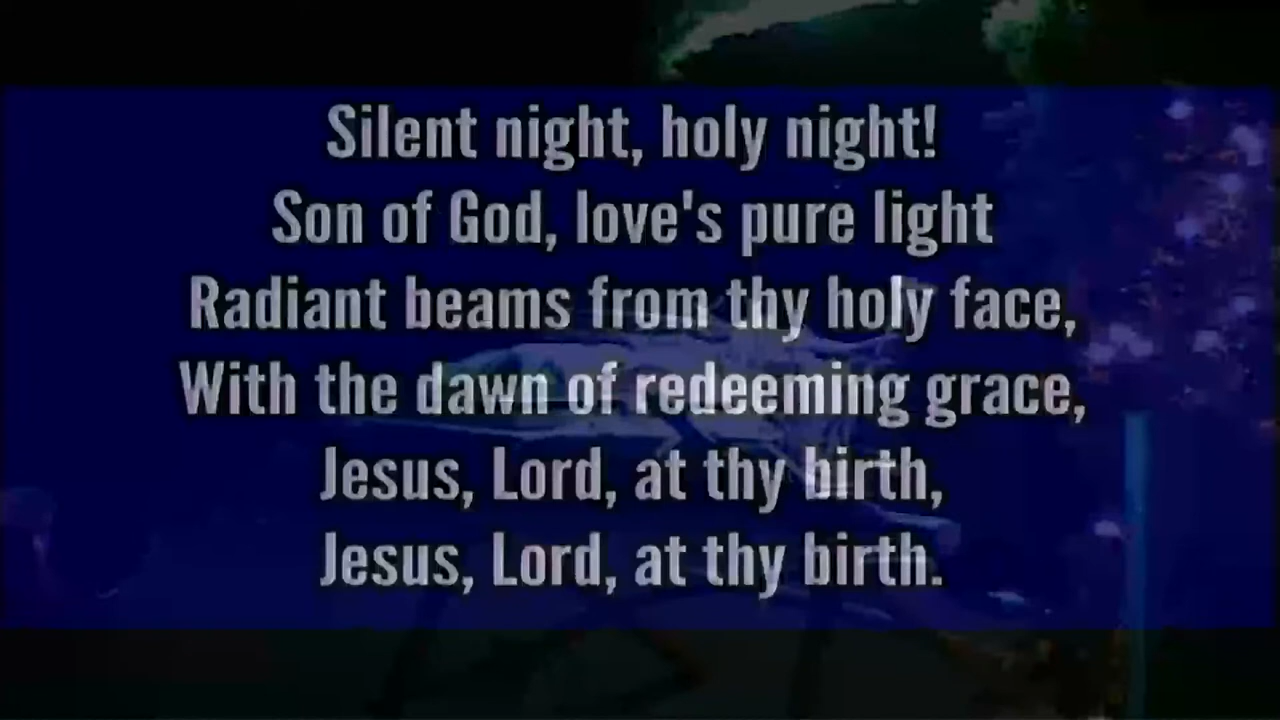 Silent night, holy night!
Son of God, love's pure light
Radiant beams from thy holy face,
With the dawn of redeeming grace,
Jesus, Lord, at thy birth,
Jesus, Lord, at thy birth.